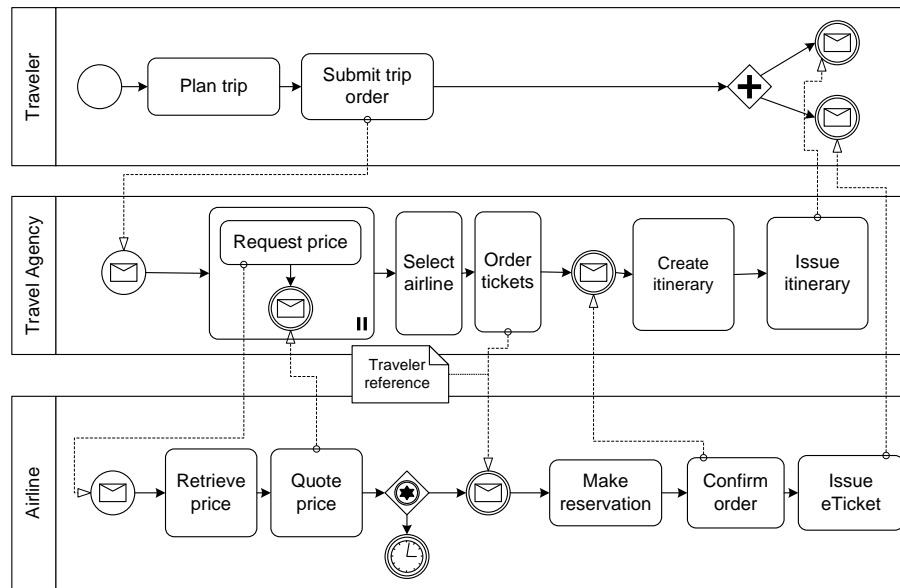 Traveler
Plan trip
Submit trip
order
Travel Agency
Request price
Select
airline
Order
tickets
Create
itinerary
Issue
itinerary
Traveler
reference
Airline
Retrieve
price
Quote
price
Make
reservation
Confirm
order
Issue
eTicket